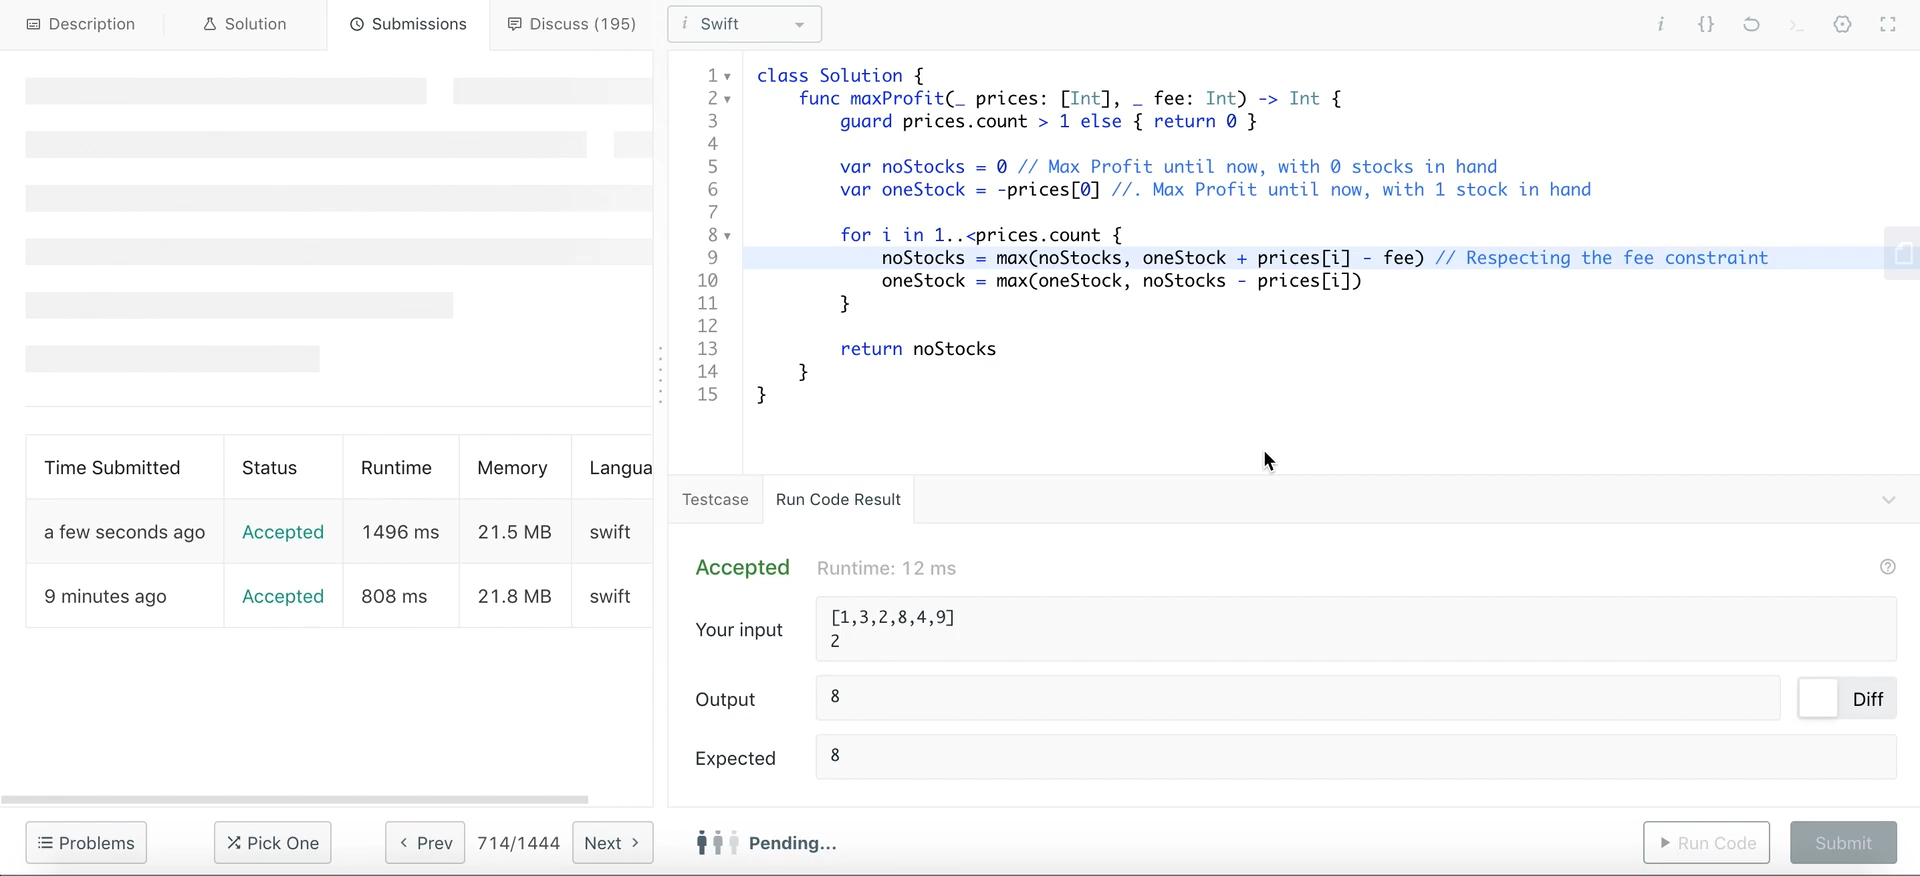 Description
Solution
Submissions
Discuss (195)
i Swift
i {} >_
1 class Solution {
2 func maxProfit(_ prices: [Int], _ fee: Int) -> Int {
3 guard prices.count > 1 else { return 0 }
4
5 var noStocks = 0 // Max Profit until now, with 0 stocks in hand
6 var oneStock = -prices[0] //. Max Profit until now, with 1 stock in hand
7
8 for i in 1..<prices.count {
9 noStocks = max(noStocks, oneStock + prices[i] - fee) // Respecting the fee constraint
10 oneStock = max(oneStock, noStocks - prices[i])
11 }
12
13 return noStocks
14 }
15 }
Time Submitted Status Runtime Memory Langua
a few seconds ago Accepted 1496 ms 21.5 MB swift
9 minutes ago Accepted 808 ms 21.8 MB swift
Testcase Run Code Result
Accepted Runtime: 12 ms
Your input
[1,3,2,8,4,9]
2
Output 8 Diff
Expected 8
Problems Pick One < Prev 714/1444 Next > Pending... Run Code Submit